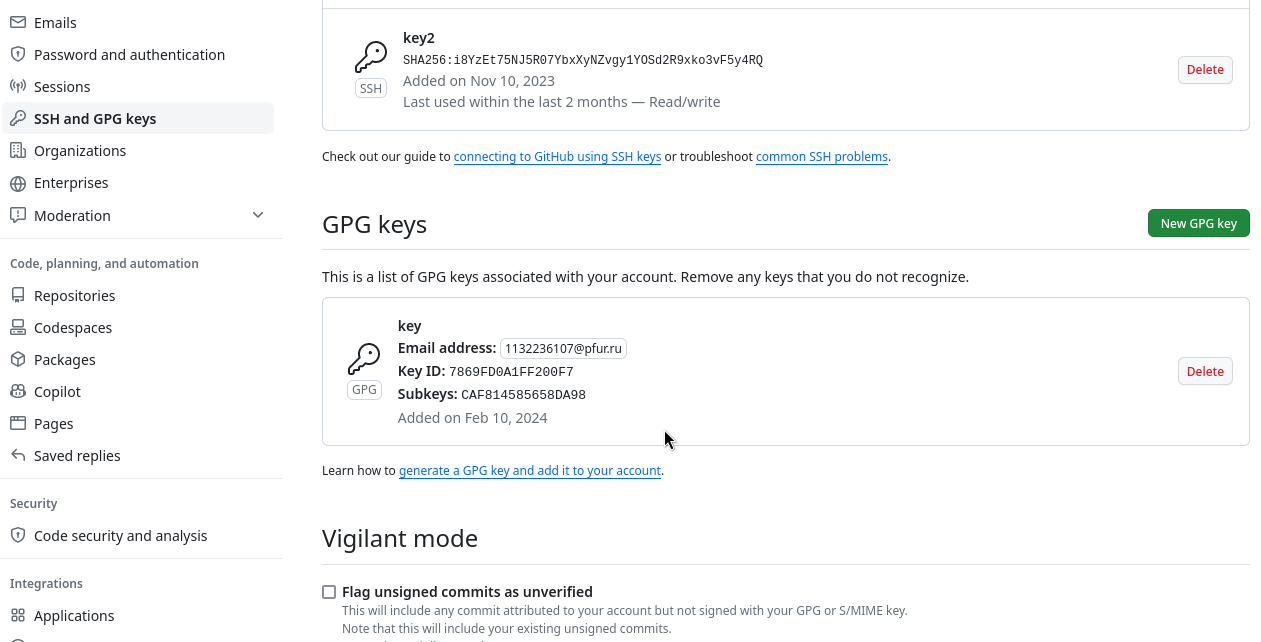 Emails
Password and authentication
Sessions
SSH and GPG keys
Organizations
Enterprises
Moderation
Code, planning, and automation
Repositories
Codespaces
Packages
Copilot
Pages
Saved replies
Security
Code security and analysis
Integrations
Applications
key2
SHA256:i8YzEt75NJ5R07YbxXyNZvgy1YOSd2R9xko3vF5y4RQ
Added on Nov 10, 2023
Last used within the last 2 months — Read/write
SSH
Delete
Check out our guide to connecting to GitHub using SSH keys or troubleshoot common SSH problems.
GPG keys
New GPG key
This is a list of GPG keys associated with your account. Remove any keys that you do not recognize.
key
Email address: 1132236107@pfur.ru
Key ID: 7869FD0A1FF200F7
Subkeys: CAF814585658DA98
Added on Feb 10, 2024
GPG
Delete
Learn how to generate a GPG key and add it to your account.
Vigilant mode
Flag unsigned commits as unverified
This will include any commit attributed to your account but not signed with your GPG or S/MIME key.
Note that this will include your existing unsigned commits.